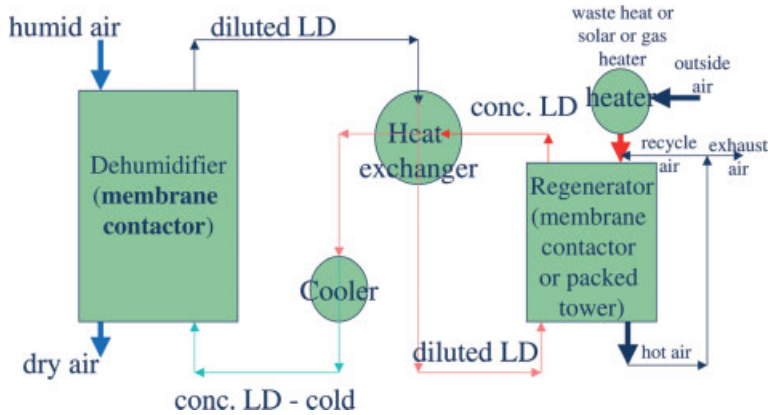 humid air
diluted LD
waste heat or
solar or gas
heater
outside
air
heater
conc. LD
Heat
exchanger
recycle
air
exhaust
air
Dehumidifier
(membrane
contactor)
Regenerator
(membrane
contactor
or packed
tower)
Cooler
dry air
diluted LD
hot air
conc. LD - cold